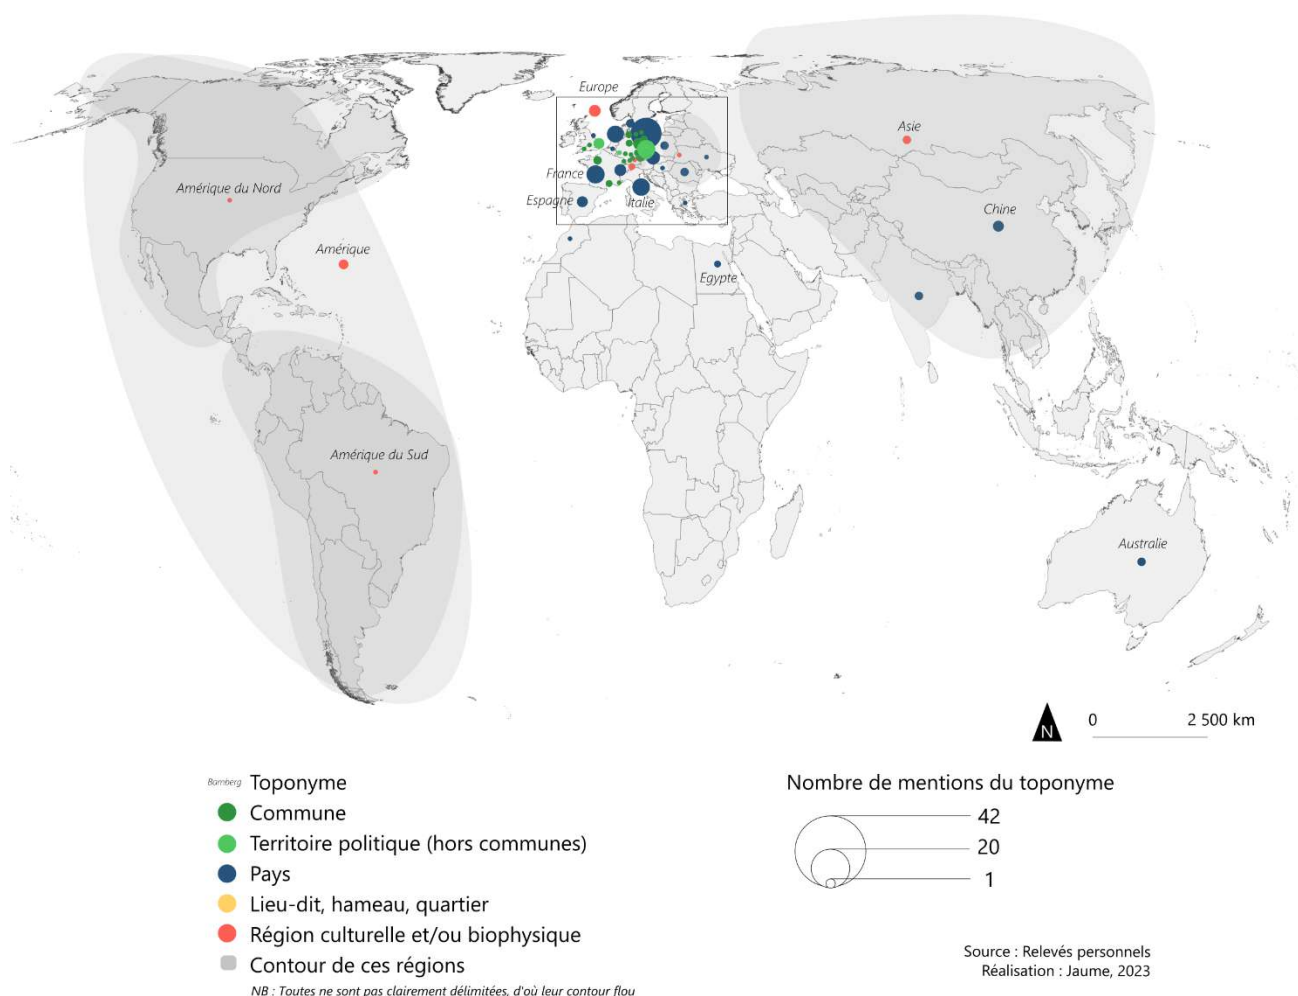 Europe
Asie
Amérique du Nord
France
Espagne
Italie
Chine
Amérique
Egypte
Amérique du Sud
Australie
N
0 2 500 km
Bamberg Toponyme
Commune
Territoire politique (hors communes)
Pays
Lieu-dit, hameau, quartier
Région culturelle et/ou biophysique
Contour de ces régions
NB : Toutes ne sont pas clairement délimitées, d'où leur contour flou
Nombre de mentions du toponyme
42
20
1
Source : Relevés personnels
Réalisation : Jaume, 2023